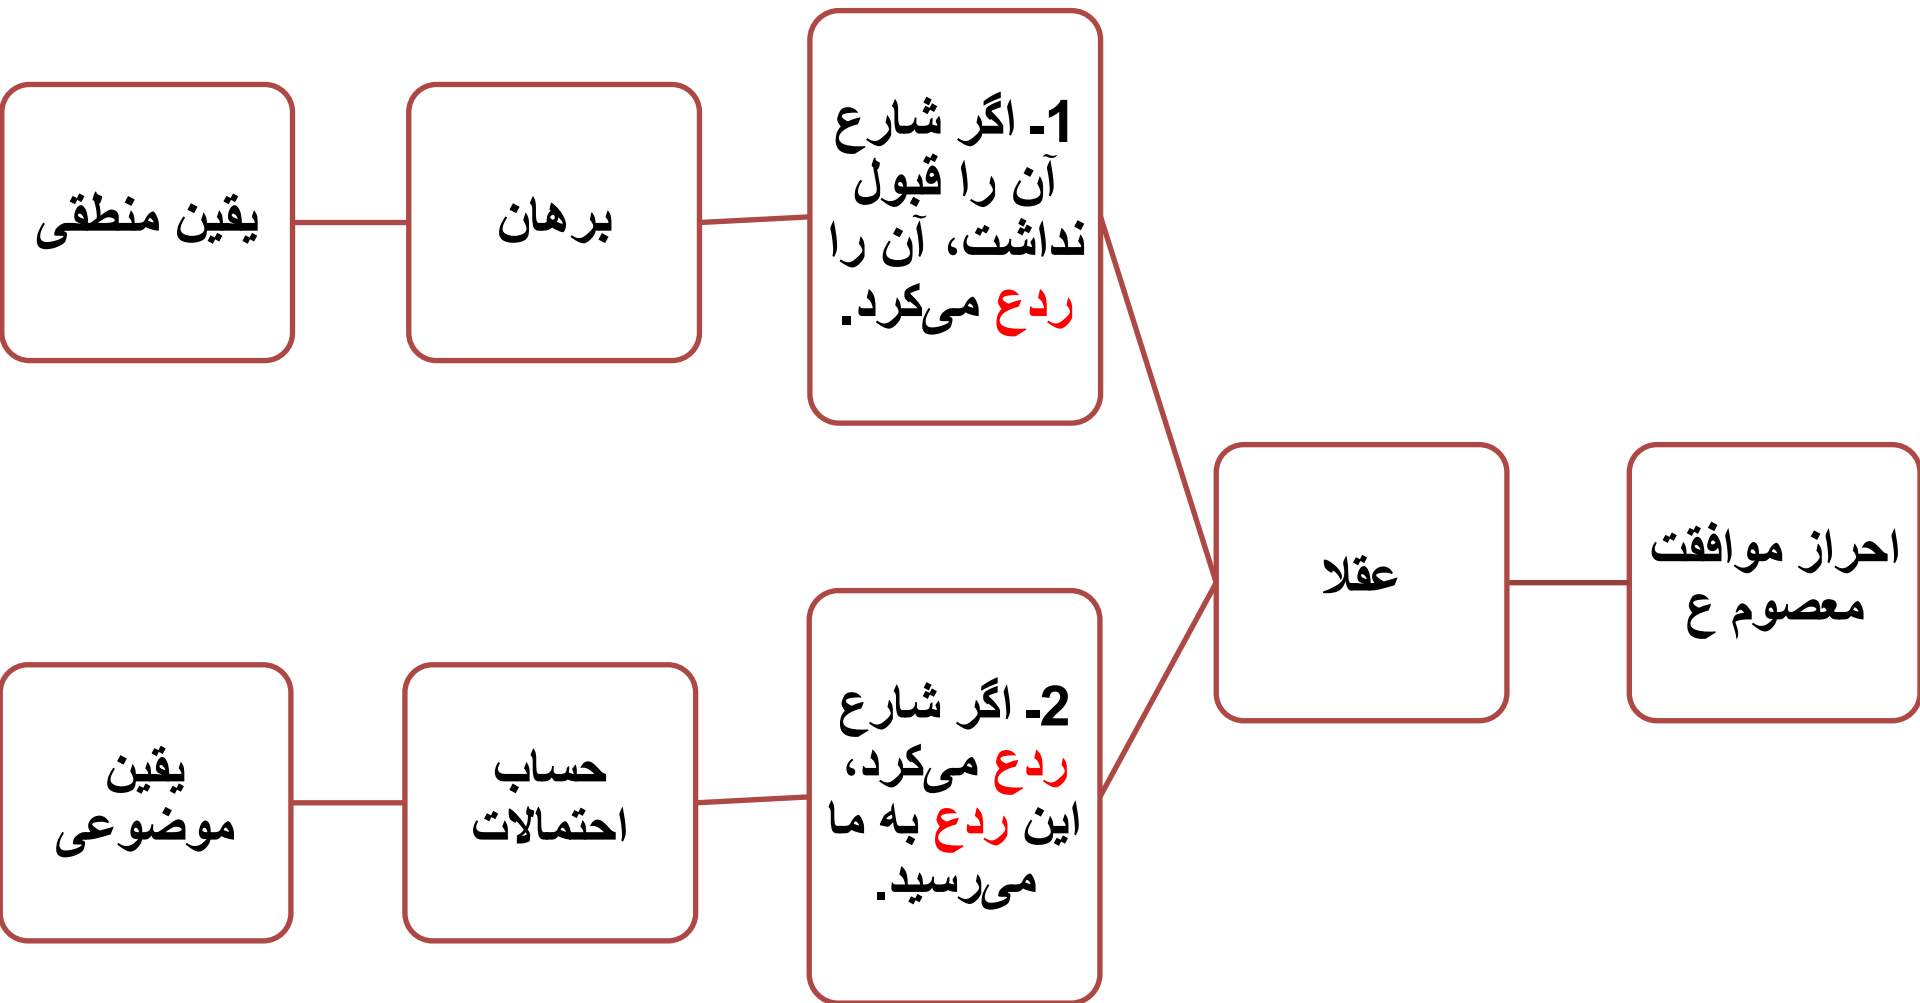 احراز موافقت
معصوم ع
عقلا
1- اگر شارع
آن را قبول
نداشت، آن را
ردع می‌کرد.
برهان
یقین منطقی
2- اگر شارع
ردع می‌کرد،
این ردع به ما
می‌رسید.
حساب
احتمالات
یقین
موضوعی